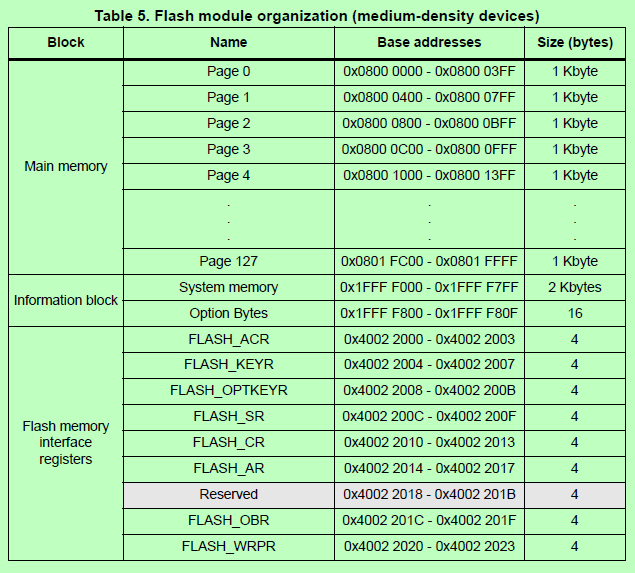 Table 5. Flash module organization (medium-density devices)
Block Name Base addresses Size (bytes)
Main memory
Page 0 0x0800 0000 - 0x0800 03FF 1 Kbyte
Page 1 0x0800 0400 - 0x0800 07FF 1 Kbyte
Page 2 0x0800 0800 - 0x0800 0BFF 1 Kbyte
Page 3 0x0800 0C00 - 0x0800 0FFF 1 Kbyte
Page 4 0x0800 1000 - 0x0800 13FF 1 Kbyte
. . .
. . .
. . .
Page 127 0x0801 FC00 - 0x0801 FFFF 1 Kbyte
Information block
System memory 0x1FFF F000 - 0x1FFF F7FF 2 Kbytes
Option Bytes 0x1FFF F800 - 0x1FFF F80F 16
Flash memory
interface
registers
FLASH_ACR 0x4002 2000 - 0x4002 2003 4
FLASH_KEYR 0x4002 2004 - 0x4002 2007 4
FLASH_OPTKEYR 0x4002 2008 - 0x4002 200B 4
FLASH_SR 0x4002 200C - 0x4002 200F 4
FLASH_CR 0x4002 2010 - 0x4002 2013 4
FLASH_AR 0x4002 2014 - 0x4002 2017 4
Reserved 0x4002 2018 - 0x4002 201B 4
FLASH_OBR 0x4002 201C - 0x4002 201F 4
FLASH_WRPR 0x4002 2020 - 0x4002 2023 4